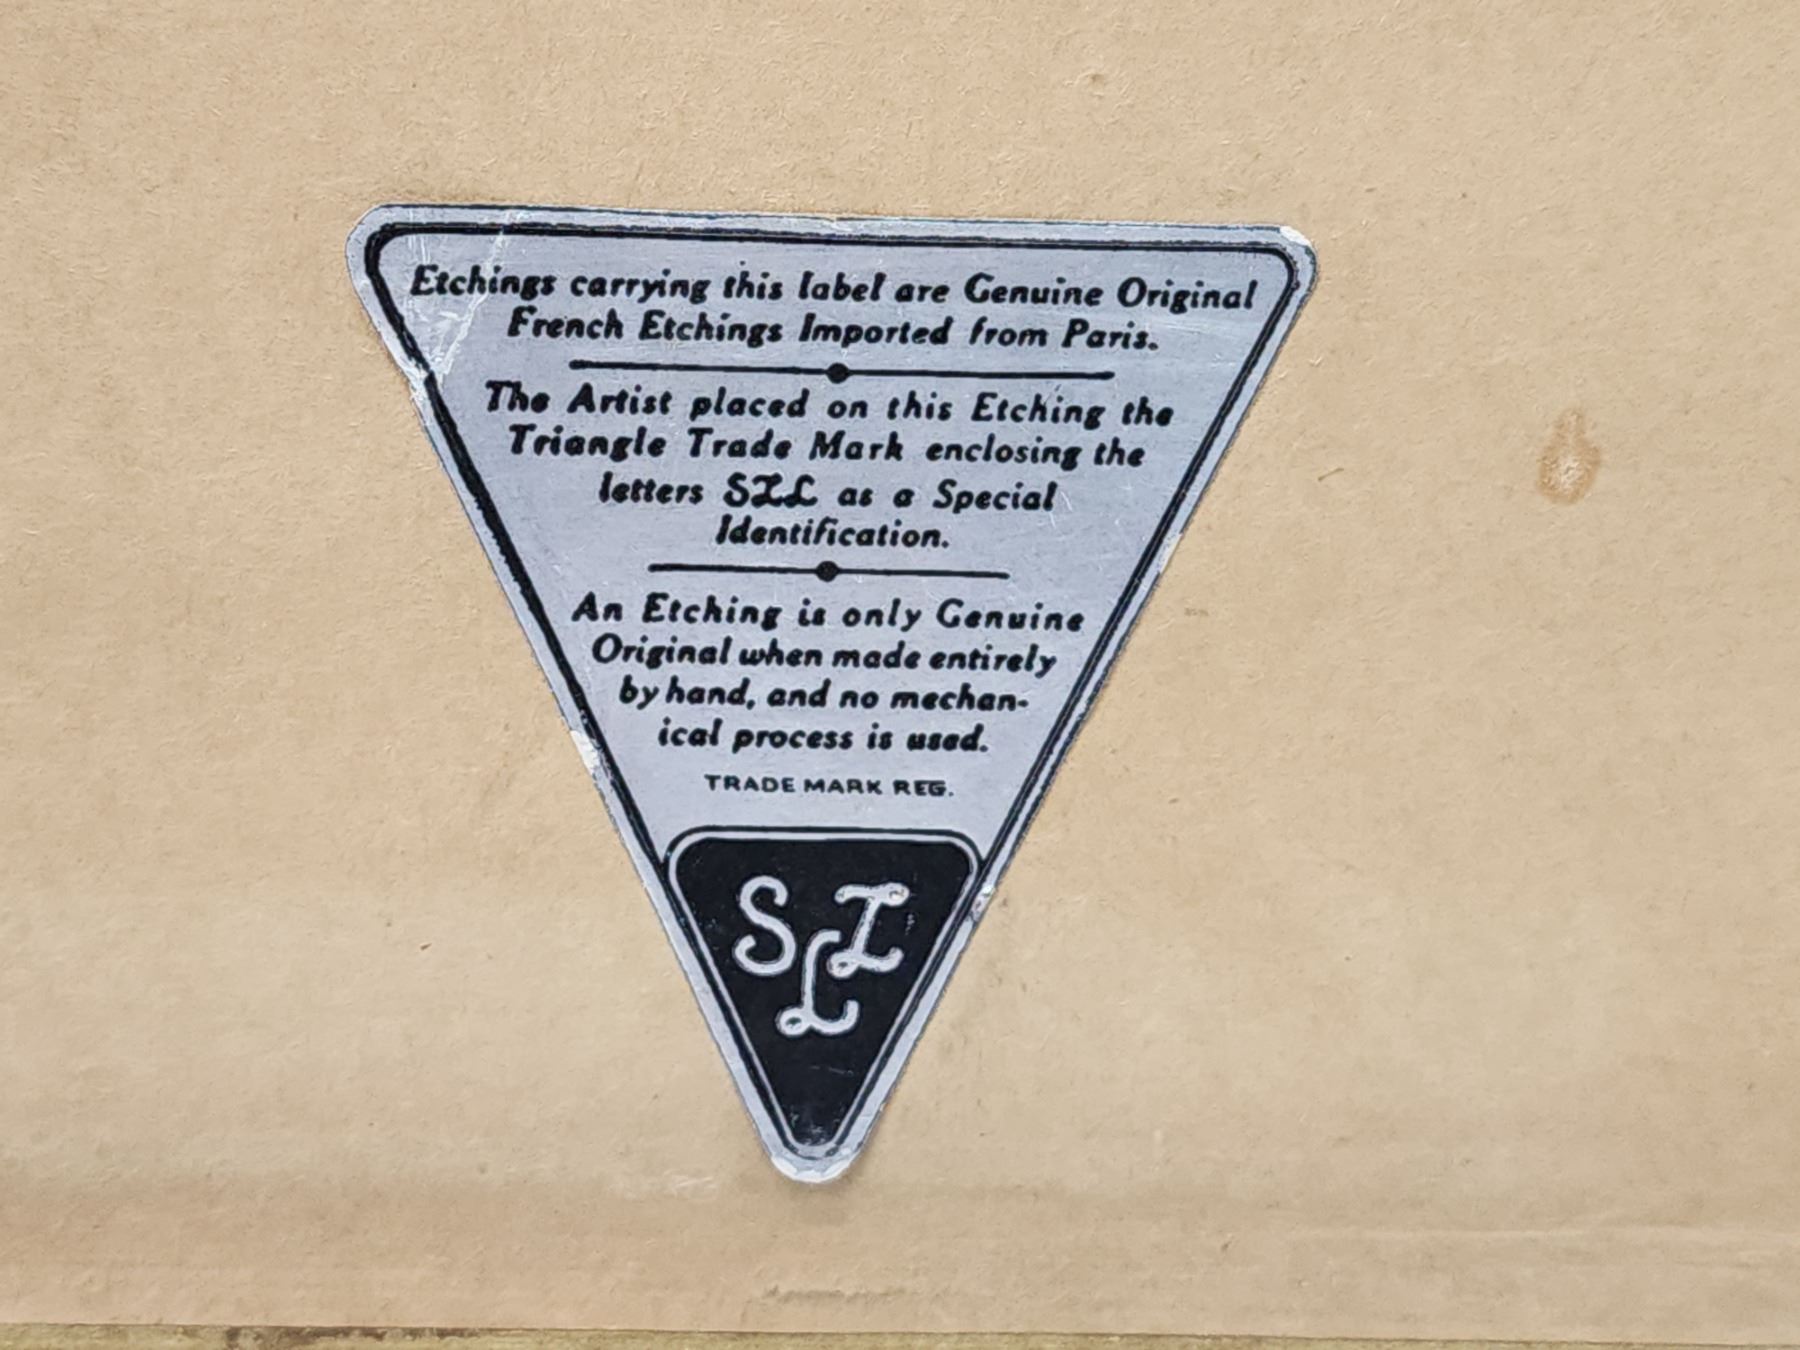 Etchings carrying this label are Genuine Original
French Etchings Imported from Paris.
The Artist placed on this Etching the
Triangle Trade Mark enclosing the
letters SIL as a Special
Identification.
An Etching is only Genuine
Original when made entirely
by hand, and no mechan-
ical process is used.
TRADE MARK REG.
S I
L